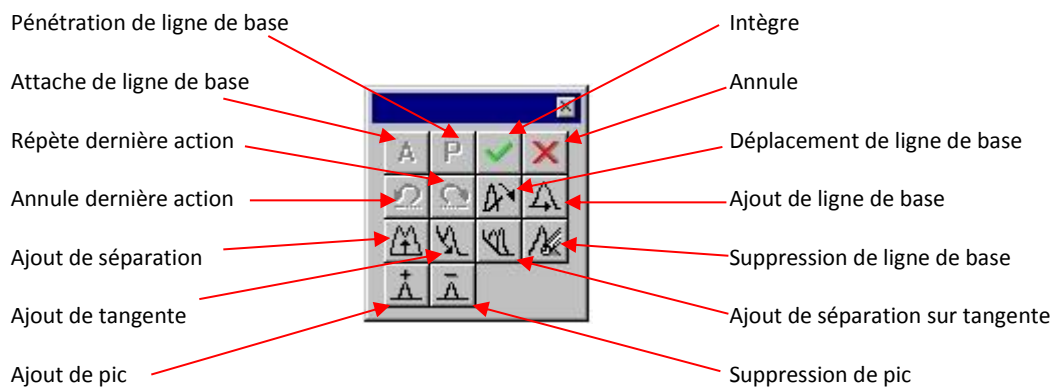 Pénétration de ligne de base
Intègre
Attache de ligne de base
Annule
Répète dernière action
A P
Déplacement de ligne de base
Annule dernière action
Ajout de ligne de base
Ajout de séparation
Suppression de ligne de base
Ajout de tangente
Ajout de séparation sur tangente
Ajout de pic
Suppression de pic